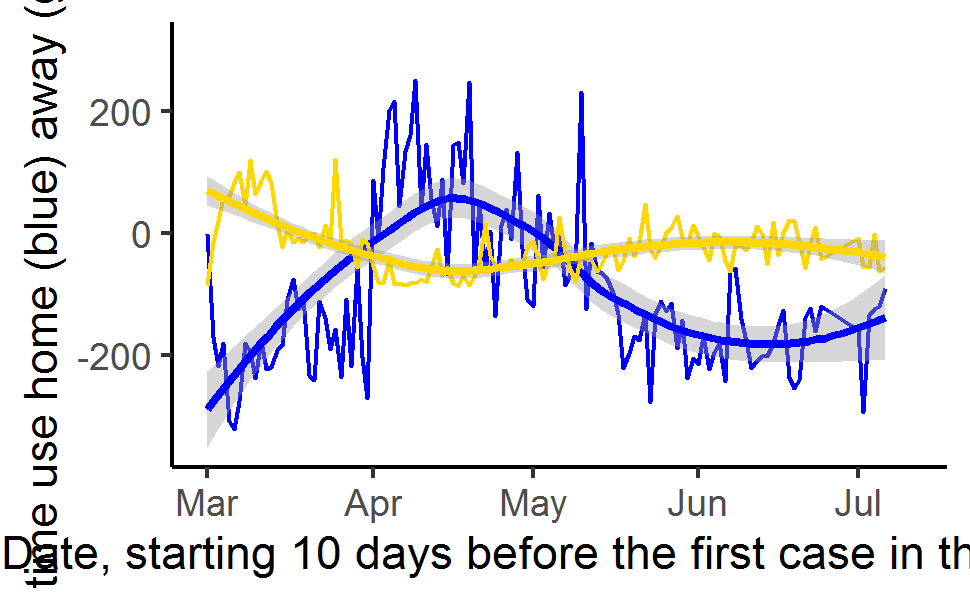 time use home (blue) away (
200
0
-200
Mar Apr May Jun Jul
Date, starting 10 days before the first case in th